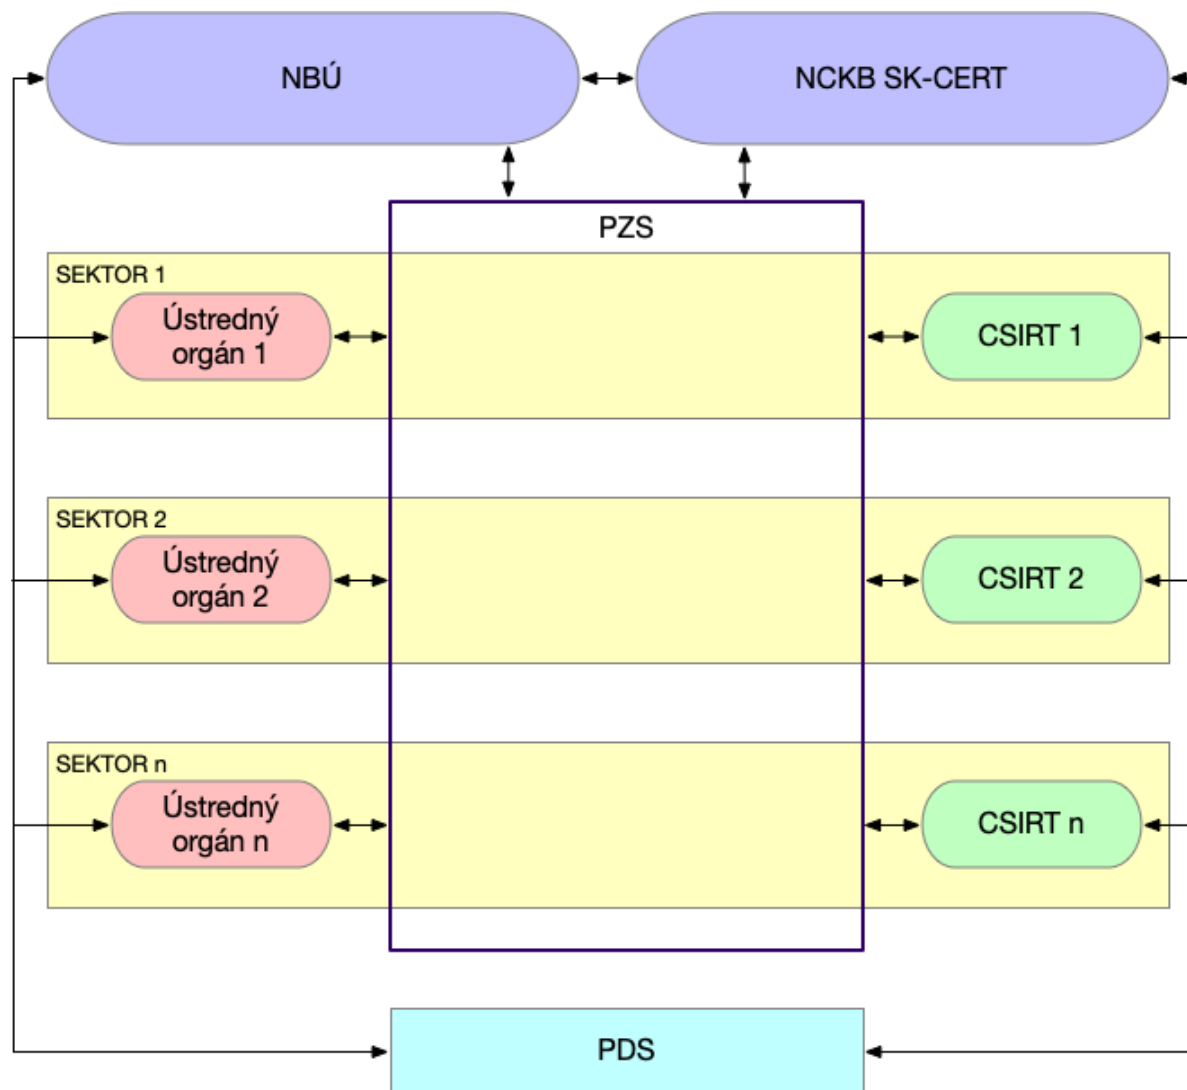 NBÚ
NCKB SK-CERT
PZS
SEKTOR 1
Ústredný
orgán 1
CSIRT 1
SEKTOR 2
Ústredný
orgán 2
CSIRT 2
SEKTOR n
Ústredný
orgán n
CSIRT n
PDS